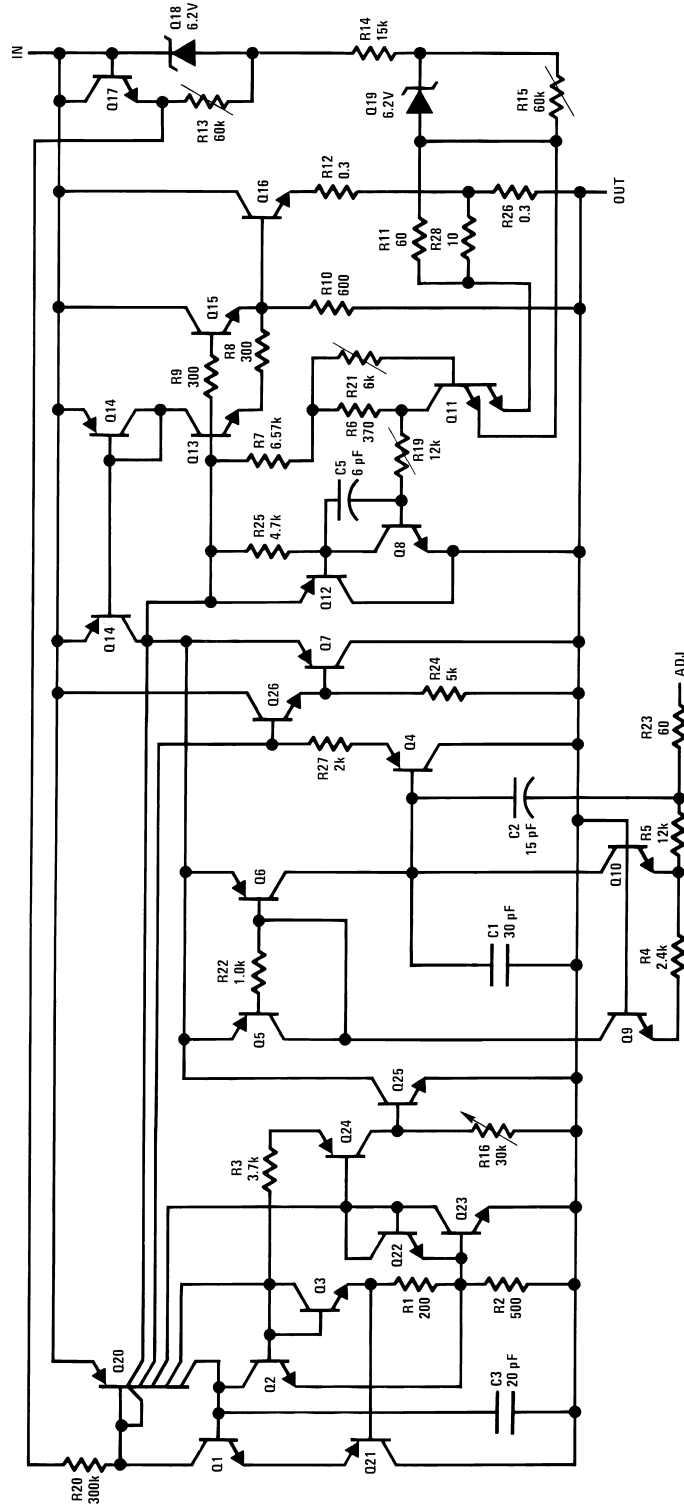 IN
Q18
6.2V
Q17
R13
60k
R14
15k
Q19
6.2V
R15
60k
Q16
R12
0.3
R11
60
R28
10
R26
0.3
OUT
Q15
R9
300
R8
300
R10
600
Q14
Q13
R7
6.57k
R21
6k
R6
370
Q11
R19
12k
C5
6 pF
R25
4.7k
Q12
Q8
Q14
Q7
Q26
R24
5k
R27
2k
Q4
ADJ
R23
60
C2
15 pF
R5
12k
Q6
Q10
R22
1.0k
C1
30 pF
R4
2.4k
Q5
Q9
Q25
Q24
R16
30k
R3
3.7k
Q22
Q23
Q3
R1
200
R2
500
Q20
Q2
C3
20 pF
Q1
Q21
R20
300k